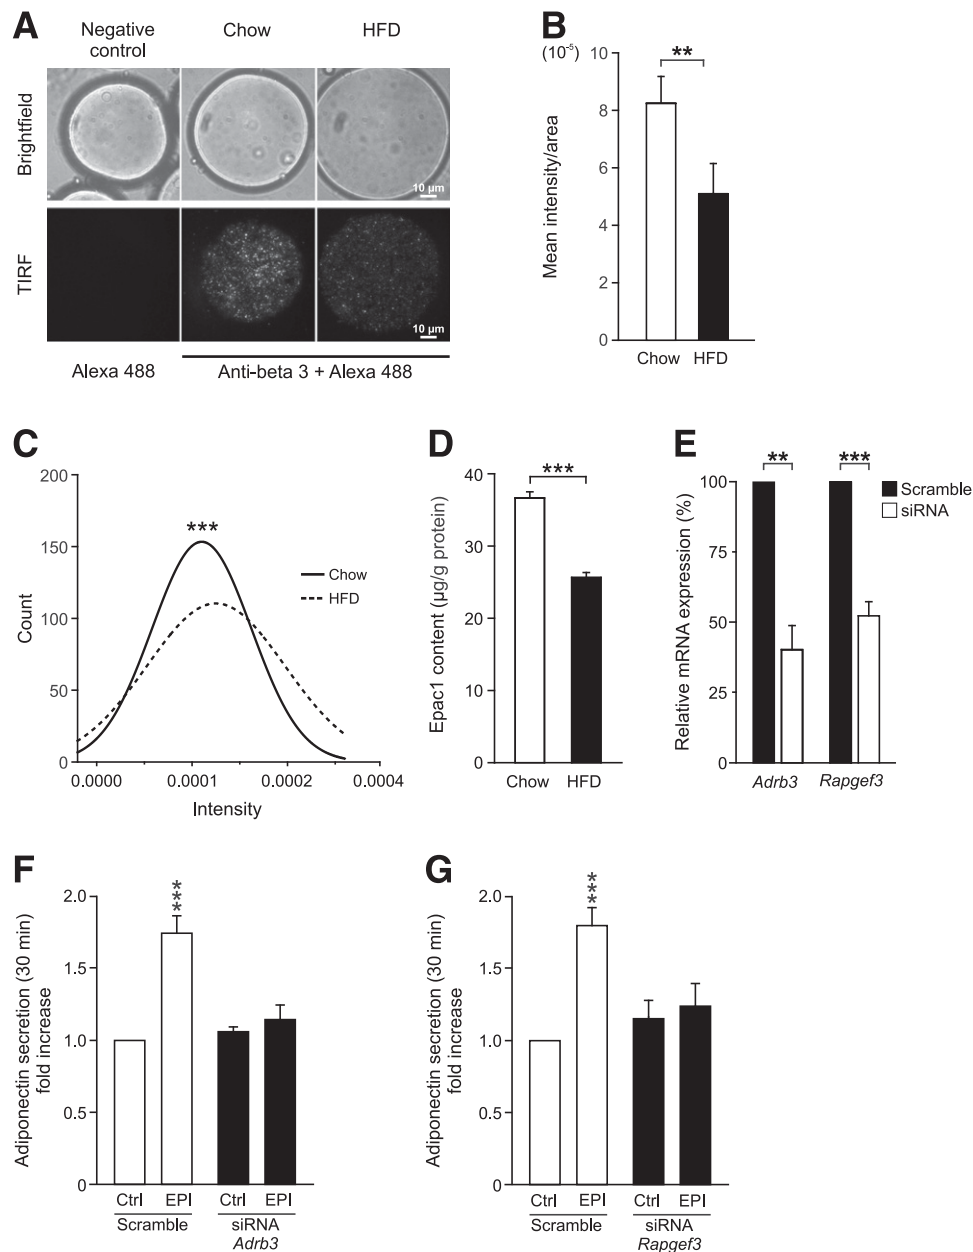 A
Negative
control
Chow
HFD
Brightfield
10 µm
TIRF
10 µm
Alexa 488
Anti-beta 3 + Alexa 488
B
(10⁻⁵)
10
8
6
4
2
0
Mean intensity/area
**
Chow
HFD
C
200
150
100
50
0
Count
***
Chow
HFD
0.0000
0.0001
0.0002
0.0004
Intensity
D
40
30
20
10
0
Epac1 content (µg/g protein)
***
Chow
HFD
E
100
75
50
25
0
Relative mRNA expression (%)
**
***
Scramble
siRNA
Adrb3
Rapgef3
F
2.0
1.5
1.0
0.5
0
Adiponectin secretion (30 min)
fold increase
***
Ctrl
EPI
Ctrl
EPI
Scramble
siRNA
Adrb3
G
2.0
1.5
1.0
0.5
0
Adiponectin secretion (30 min)
fold increase
***
Ctrl
EPI
Ctrl
EPI
Scramble
siRNA
Rapgef3